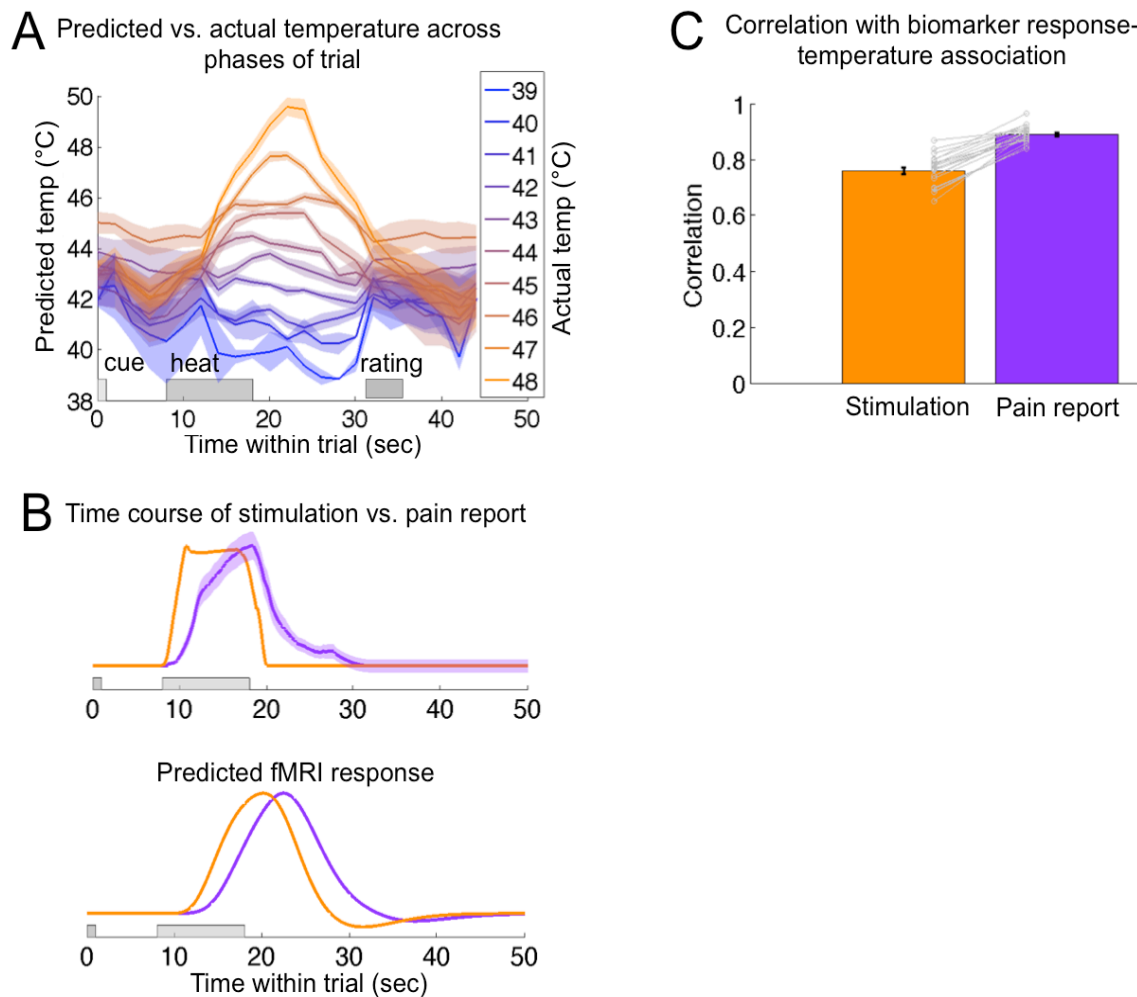 A
Predicted vs. actual temperature across
phases of trial
Predicted temp (°C)
50
48
46
44
42
40
38
cue
heat
rating
0
10
20
30
40
50
Time within trial (sec)
39
40
41
42
43
44
45
46
47
48
Actual temp (°C)
C
Correlation with biomarker response-
temperature association
Correlation
1
0.8
0.6
0.4
0.2
0
Stimulation
Pain report
B
Time course of stimulation vs. pain report
0
10
20
30
40
50
Predicted fMRI response
0
10
20
30
40
50
Time within trial (sec)